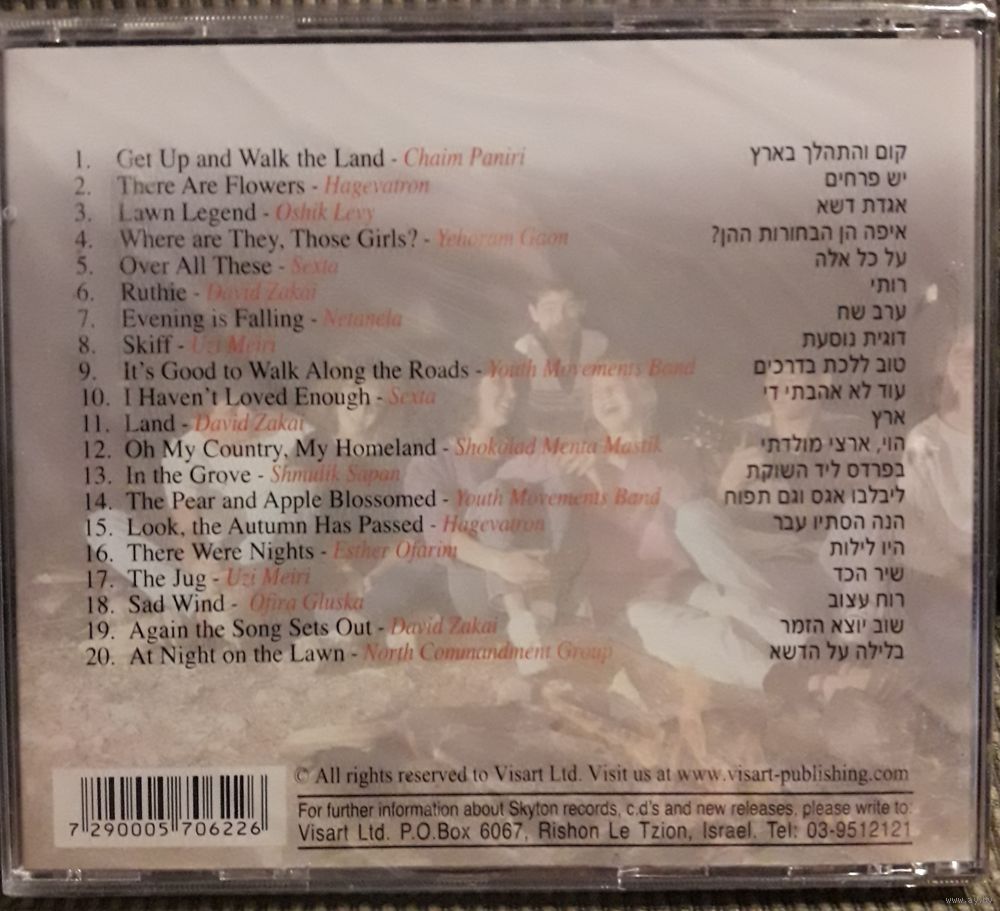 1. Get Up and Walk the Land - Chaim Paniri קום והתהלך בארץ
2. There Are Flowers - Hagevatron יש פרחים
3. Lawn Legend - Oshik Levy אגדת דשא
4. Where are They, Those Girls? - Yehoram Gaon איפה הן הבחורות ההן?
5. Over All These - Sexta על כל אלה
6. Ruthie - David Zakai רותי
7. Evening is Falling - Netanela ערב שח
8. Skiff - Uzi Meiri דוגית נוסעת
9. It's Good to Walk Along the Roads - Youth Movements Band טוב ללכת בדרכים
10. I Haven't Loved Enough - Sexta עוד לא אהבתי די
11. Land - David Zakai ארץ
12. Oh My Country, My Homeland - Shokolad Menta Mastik הוי, ארצי מולדתי
13. In the Grove - Shmulik Sapan בפרדס ליד השוקת
14. The Pear and Apple Blossomed - Youth Movements Band ליבלבו אגס וגם תפוח
15. Look, the Autumn Has Passed - Hagevatron הנה הסתיו עבר
16. There Were Nights - Esther Ofarim היו לילות
17. The Jug - Uzi Meiri שיר הכד
18. Sad Wind - Ofira Gluska רוח עצוב
19. Again the Song Sets Out - David Zakai שוב יוצא הזמר
20. At Night on the Lawn - North Commandment Group בלילה על הדשא
© All rights reserved to Visart Ltd. Visit us at www.visart-publishing.com
For further information about Skyton records, c.d's and new releases, please write to:
Visart Ltd. P.O.Box 6067, Rishon Le Tzion, Israel. Tel: 03-9512121
7 290005 706226
www.ay.by